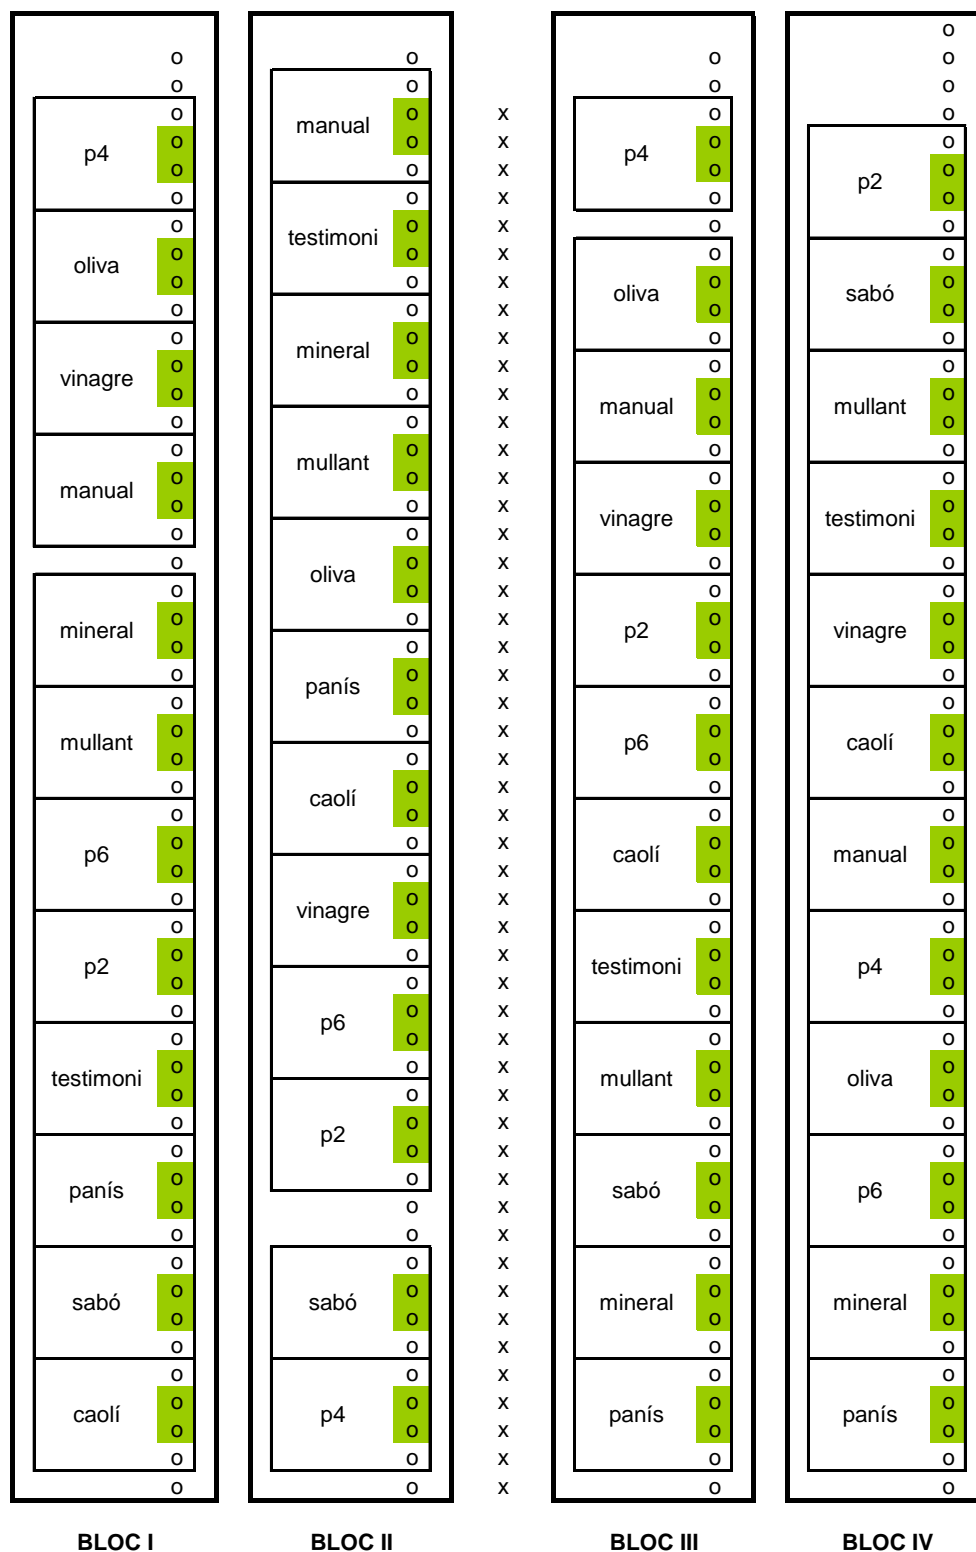 o
o o o o
o o o o
o o x o o
manual
o o x o o
p4 p4
o o x o o
p2
o o x o o
o o x o o
testimoni
o o x o o
oliva
o o x o o
oliva sabó
o o x o o
o o x o o
mineral
o o x o o
vinagre
o o x o o
manual mullant
o o x o o
o o x o o
mullant
o o x o o
manual
o o x o o
vinagre testimoni
o o x o o
o o x o o
oliva
o o x o o
o o x o o
mineral p2 vinagre
o o x o o
o o x o o
panís
o o x o o
o o x o o
mullant p6 caolí
o o x o o
o o x o o
caolí
o o x o o
o o x o o
p6 caolí manual
o o x o o
o o x o o
vinagre
o o x o o
o o x o o
p2 testimoni p4
o o x o o
o o x o o
p6
o o x o o
o o x o o
testimoni mullant oliva
o o x o o
o o x o o
p2
o o x o o
o o x o o
panís sabó p6
o o x o o
o o x o o
o o x o o
o o x o o
sabó sabó mineral mineral
o o x o o
o o x o o
o o x o o
o o x o o
caolí p4 panís panís
o o x o o
o o x o o
o o x o o
BLOC I BLOC II BLOC III BLOC IV